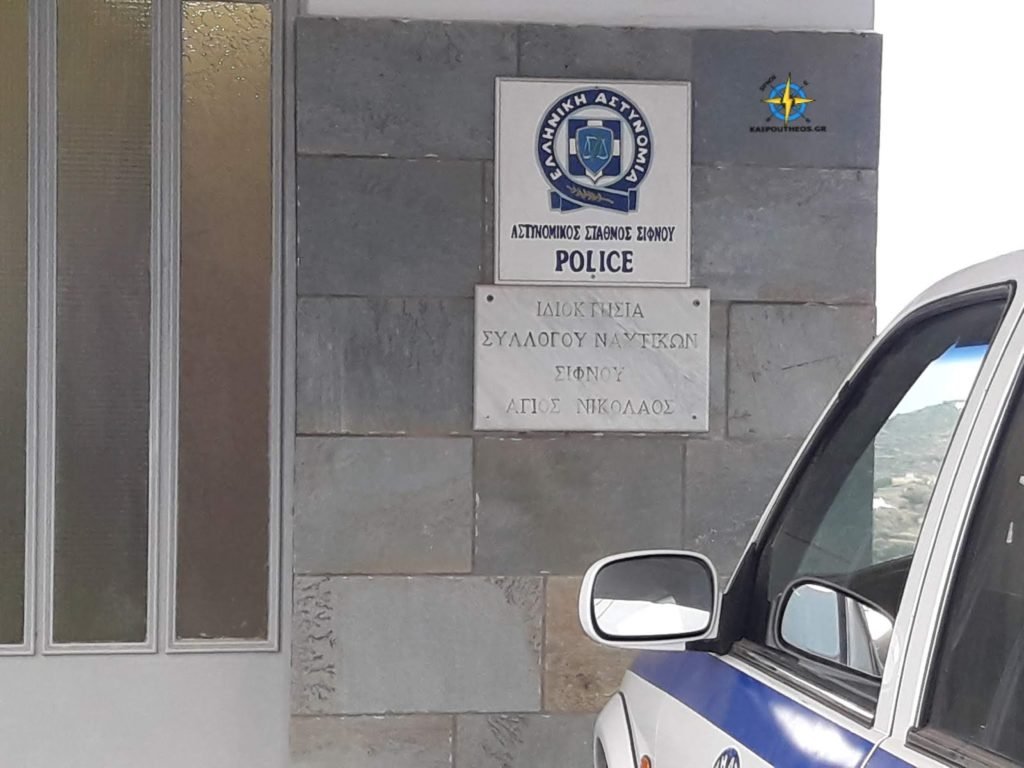 ΕΛΛΗΝΙΚΗ ΑΣΤΥΝΟΜΙΑ
ΑΣΤΥΝΟΜΙΚΟΣ ΣΤΑΘΜΟΣ ΣΙΦΝΟΥ
POLICE
ΙΔΙΟΚΤΗΣΙΑ
ΣΥΛΛΟΓΟΥ ΝΑΥΤΙΚΩΝ
ΣΙΦΝΟΥ
ΑΓΙΟΣ ΝΙΚΟΛΑΟΣ